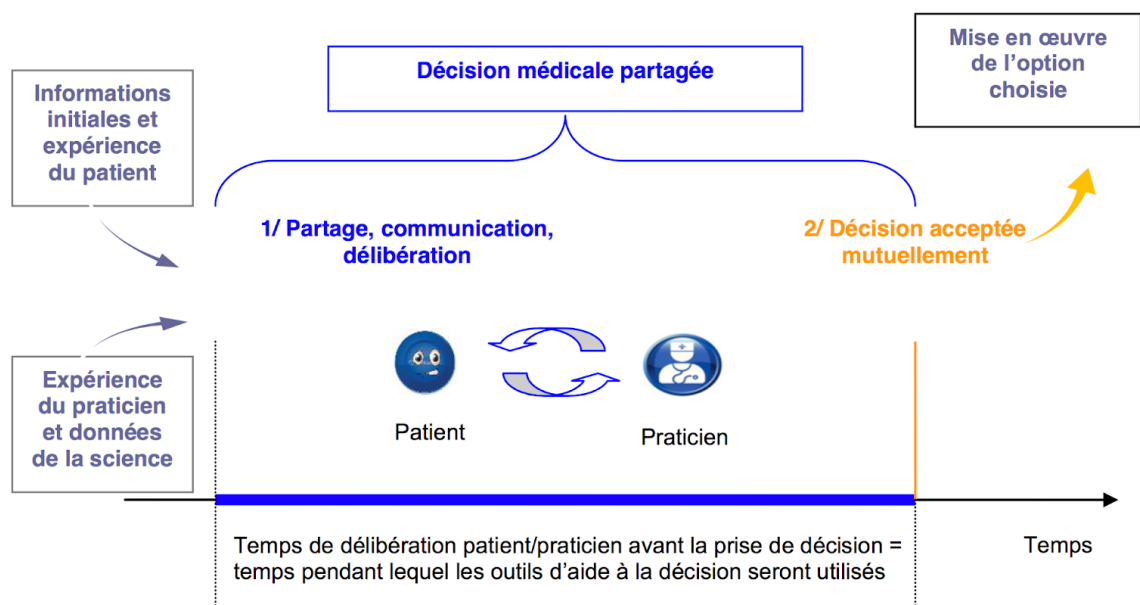 Décision médicale partagée
Mise en œuvre
de l’option
choisie
Informations
initiales et
expérience
du patient
1/ Partage, communication,
délibération
2/ Décision acceptée
mutuellement
Expérience
du praticien
et données
de la science
Patient
Praticien
Temps de délibération patient/praticien avant la prise de décision =
temps pendant lequel les outils d’aide à la décision seront utilisés
Temps